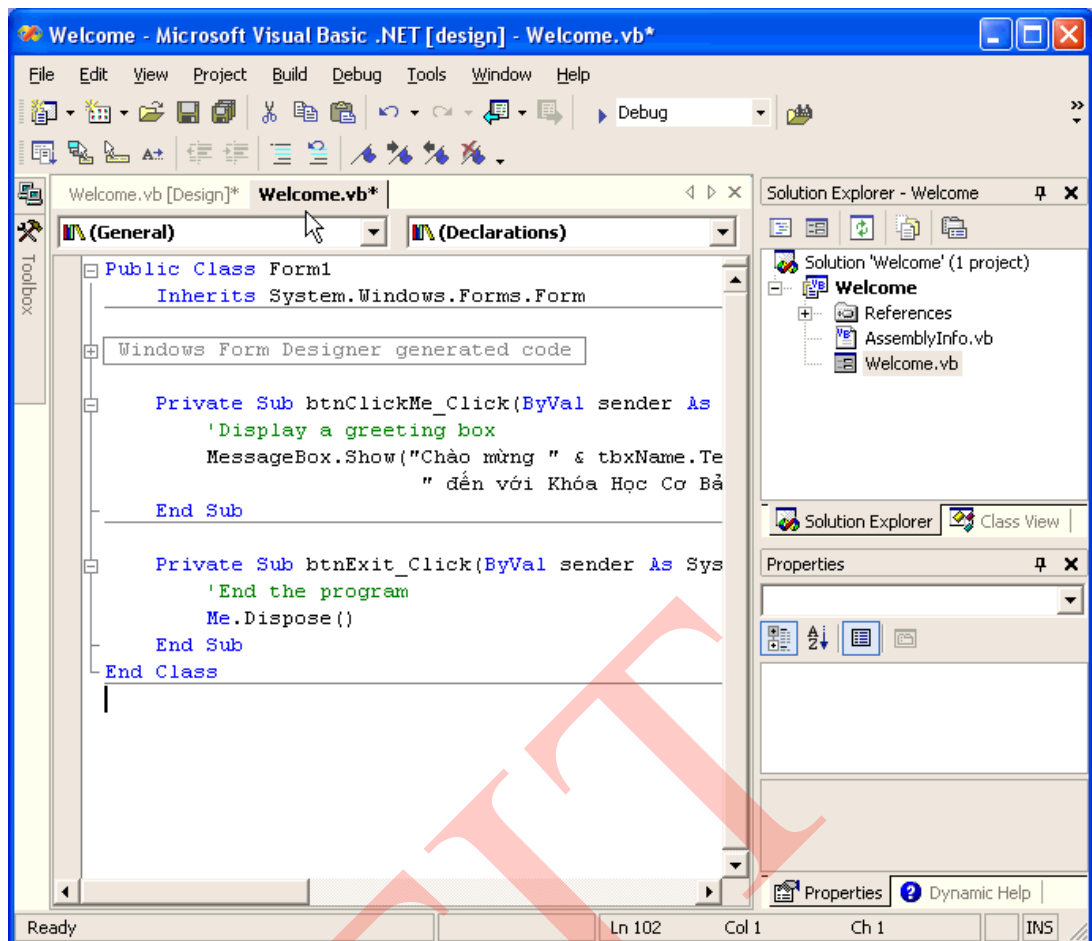 Welcome - Microsoft Visual Basic .NET [design] - Welcome.vb*
File Edit View Project Build Debug Tools Window Help
Debug
Welcome.vb [Design]* Welcome.vb*
(General) (Declarations)
Toolbox
Public Class Form1
Inherits System.Windows.Forms.Form
Windows Form Designer generated code
Private Sub btnClickMe_Click(ByVal sender As
'Display a greeting box
MessageBox.Show("Chào mừng " & tbxName.Te
" đến với Khóa Học Cơ Bả
End Sub
Private Sub btnExit_Click(ByVal sender As Sys
'End the program
Me.Dispose()
End Sub
End Class
Solution Explorer - Welcome
Solution 'Welcome' (1 project)
Welcome
References
AssemblyInfo.vb
Welcome.vb
Solution Explorer Class View
Properties
Properties Dynamic Help
Ready Ln 102 Col 1 Ch 1 INS